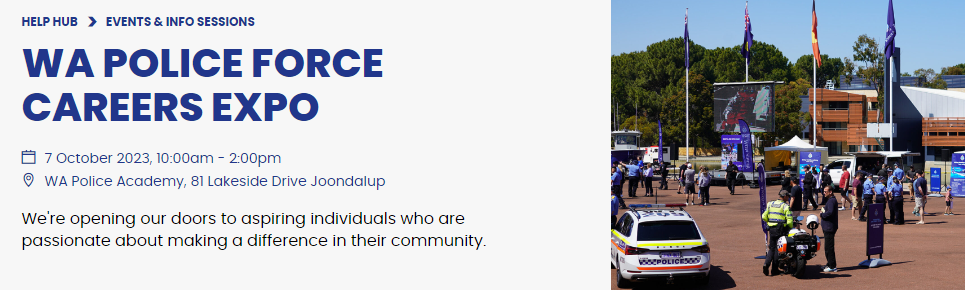 HELP HUB > EVENTS & INFO SESSIONS
WA POLICE FORCE
CAREERS EXPO
7 October 2023, 10:00am - 2:00pm
WA Police Academy, 81 Lakeside Drive Joondalup
We're opening our doors to aspiring individuals who are
passionate about making a difference in their community.
POLICE